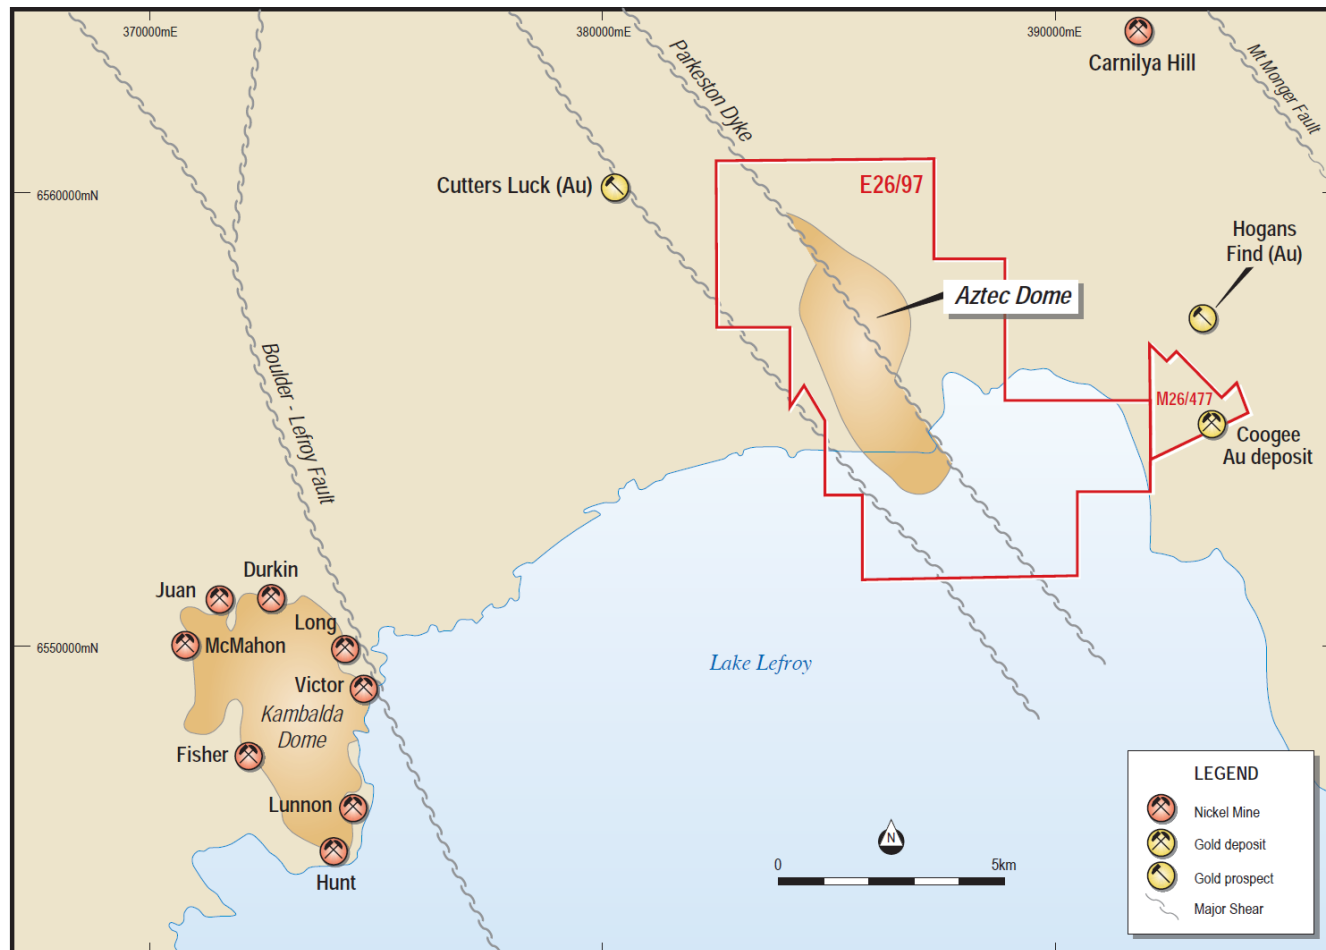 370000mE
380000mE
390000mE
Carnilya Hill
Mt Monger Fault
Parkeston Dyke
6560000mN
Cutters Luck (Au)
E26/97
Hogans
Find (Au)
Aztec Dome
Boulder - Lefroy Fault
M26/477
Coogee
Au deposit
Durkin
Juan
Long
McMahon
6550000mN
Lake Lefroy
Victor
Kambalda
Dome
Fisher
Lunnon
Hunt
N
0
5km
LEGEND
Nickel Mine
Gold deposit
Gold prospect
Major Shear